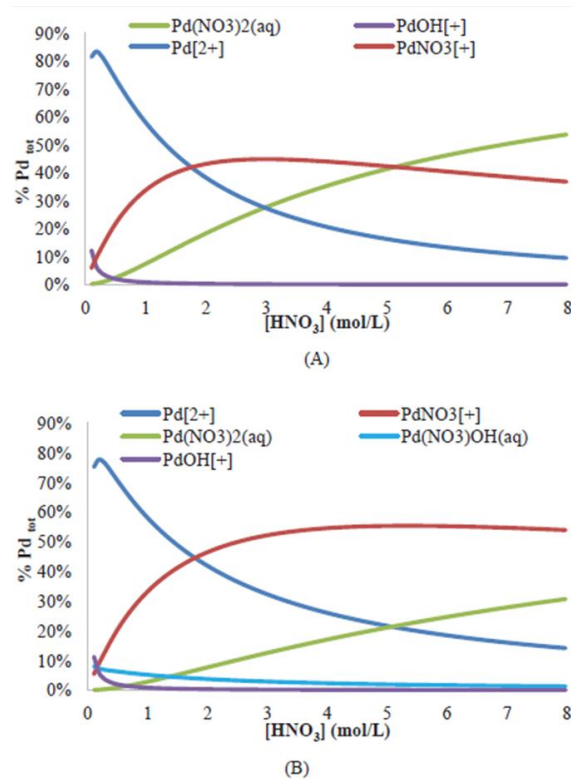 Pd(NO3)2(aq) PdOH[+]
Pd[2+] PdNO3[+]
90%
80%
70%
60%
50%
40%
30%
20%
10%
0%
% Pd tot
0 1 2 3 4 5 6 7 8
[HNO3] (mol/L)
(A)
Pd[2+] PdNO3[+]
Pd(NO3)2(aq) Pd(NO3)OH(aq)
PdOH[+]
90%
80%
70%
60%
50%
40%
30%
20%
10%
0%
% Pd tot
0 1 2 3 4 5 6 7 8
[HNO3] (mol/L)
(B)